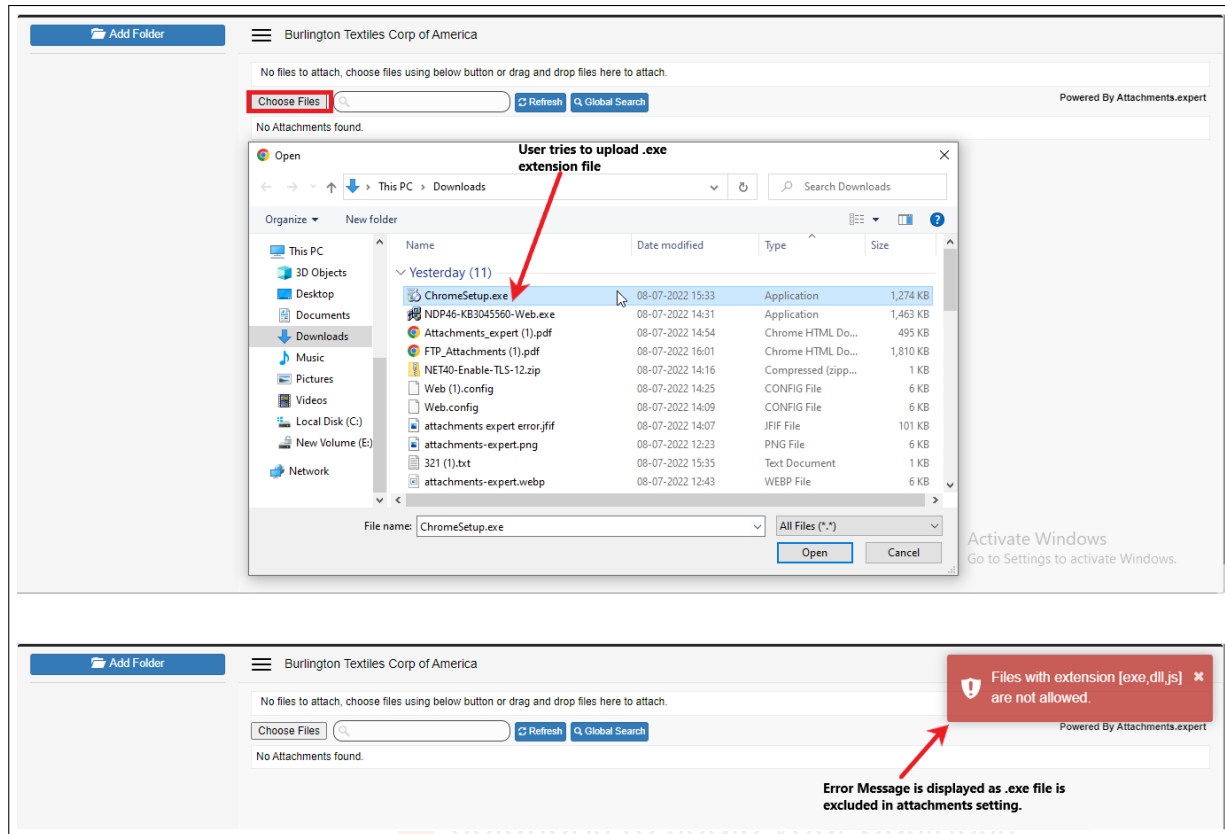 Add Folder
Burlington Textiles Corp of America
No files to attach, choose files using below button or drag and drop files here to attach.
Choose Files
Refresh
Global Search
Powered By Attachments.expert
No Attachments found.
Open
User tries to upload .exe
extension file
This PC > Downloads
Search Downloads
Organize
New folder
This PC
3D Objects
Desktop
Documents
Downloads
Music
Pictures
Videos
Local Disk (C:)
New Volume (E:)
Network
Name Date modified Type Size
Yesterday (11)
ChromeSetup.exe 08-07-2022 15:33 Application 1,274 KB
NDP46-KB3045560-Web.exe 08-07-2022 14:31 Application 1,463 KB
Attachments_expert (1).pdf 08-07-2022 14:54 Chrome HTML Do... 495 KB
FTP_Attachments (1).pdf 08-07-2022 16:01 Chrome HTML Do... 1,810 KB
NET40-Enable-TLS-12.zip 08-07-2022 14:16 Compressed (zipp... 1 KB
Web (1).config 08-07-2022 14:25 CONFIG File 6 KB
Web.config 08-07-2022 14:09 CONFIG File 6 KB
attachments expert error.jfif 08-07-2022 14:07 JFIF File 101 KB
attachments-expert.png 08-07-2022 12:23 PNG File 6 KB
321 (1).txt 08-07-2022 15:35 Text Document 1 KB
attachments-expert.webp 08-07-2022 12:43 WEBP File 6 KB
File name: ChromeSetup.exe
All Files (*.*)
Open
Cancel
Activate Windows
Go to Settings to activate Windows.
Add Folder
Burlington Textiles Corp of America
Files with extension [exe,dll,js]
are not allowed.
No files to attach, choose files using below button or drag and drop files here to attach.
Choose Files
Refresh
Global Search
Powered By Attachments.expert
No Attachments found.
Error Message is displayed as .exe file is
excluded in attachments setting.